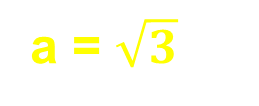 a = √3